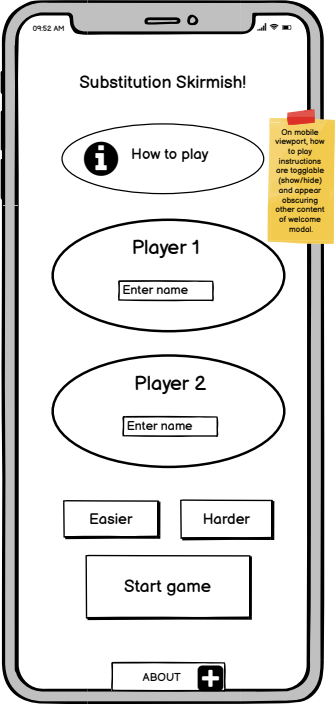 09:52 AM
Substitution Skirmish!
How to play
On mobile
viewport, how
to play
instructions
are togglable
(show/hide)
and appear
obscuring
other content
of welcome
modal.
Player 1
Enter name
Player 2
Enter name
Easier
Harder
Start game
ABOUT